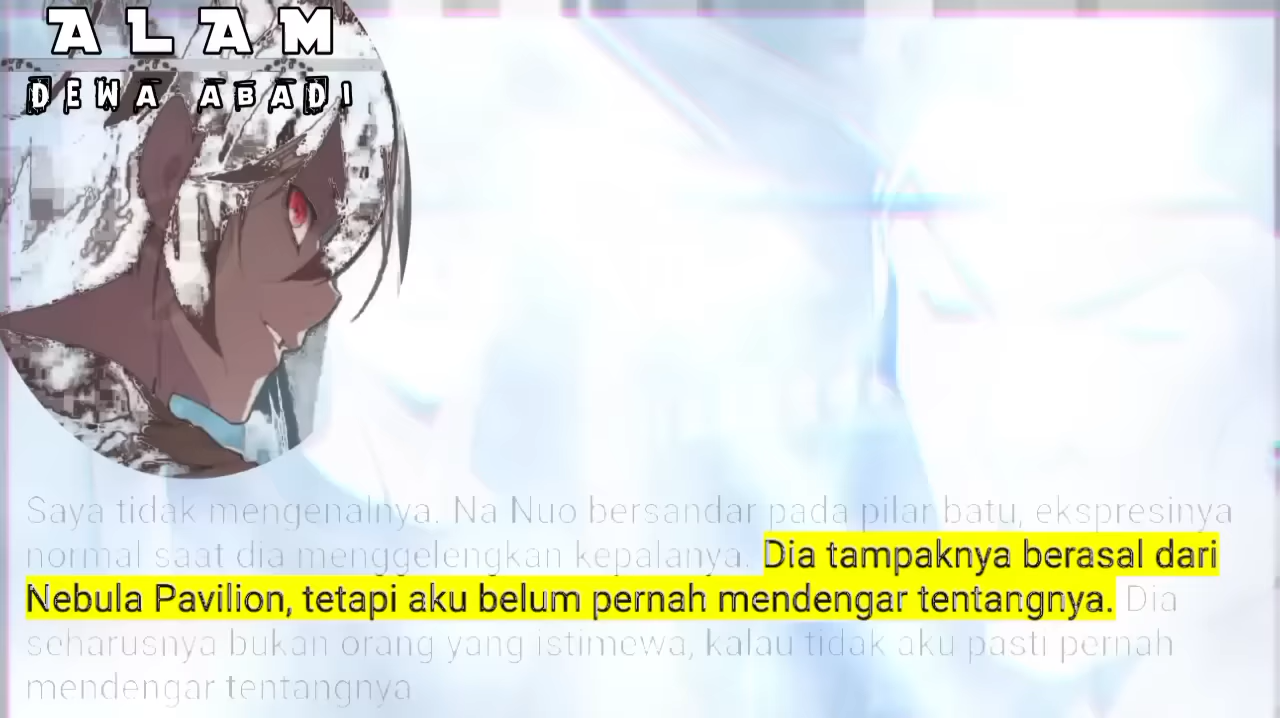 ALAM
DEWA ABADI
Saya tidak mengenalnya. Na Nuo bersandar pada pilar batu, ekspresinya
normal saat dia menggelengkan kepalanya. Dia tampaknya berasal dari
Nebula Pavilion, tetapi aku belum pernah mendengar tentangnya. Dia
seharusnya bukan orang yang istimewa, kalau tidak aku pasti pernah
mendengar tentangnya